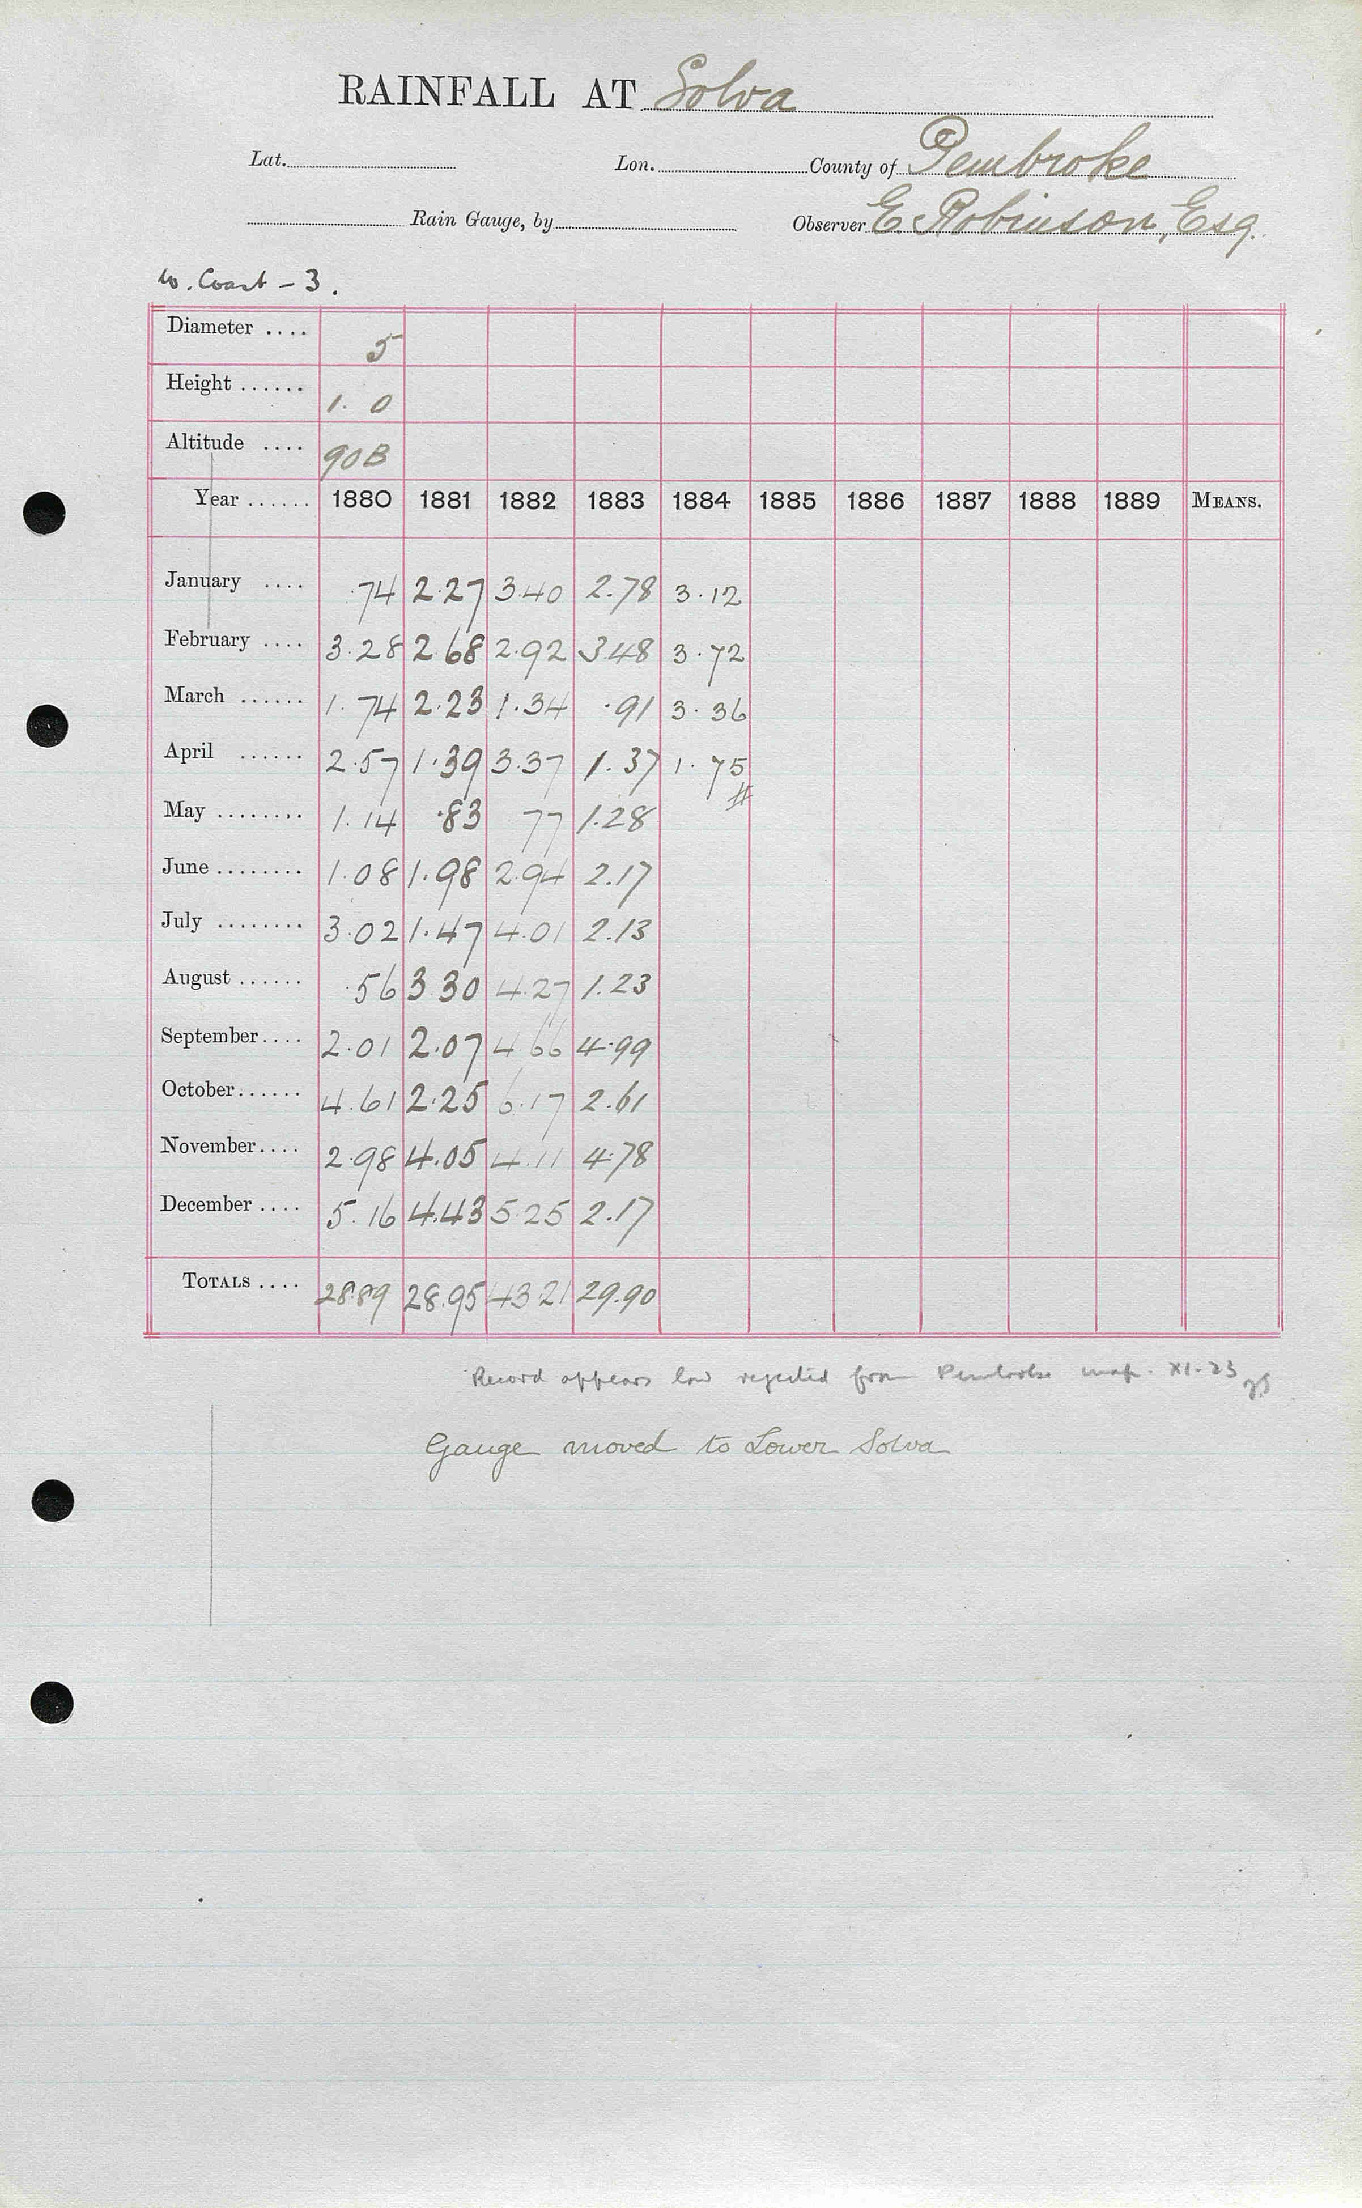 RAINFALL AT Solva
Lat. Lon. County of Pembroke
Rain Gauge, by Observer E. Robinson, Esq.
W. Coast - 3.
Diameter .... 5
Height ...... 1. 0
Altitude .... 90B
Year ...... 1880 1881 1882 1883 1884 1885 1886 1887 1888 1889 MEANS.
January .... .74 2.27 3.40 2.78 3.12
February .... 3.28 2.68 2.92 3.48 3.72
March ...... 1.74 2.23 1.34 .91 3.36
April ...... 2.57 1.39 3.37 1.37 1.75
#
May ........ 1.14 .83 77 1.28
June ........ 1.08 1.98 2.94 2.17
July ........ 3.02 1.47 4.01 2.13
August ...... .56 3 30 4.27 1.23
September .... 2.01 2.07 4 66 4.99
October ...... 4.61 2.25 6.17 2.61
November .... 2.98 4.05 4.11 4.78
December .... 5.16 4.43 5.25 2.17
TOTALS .... 28.89 28.95 43 21 29.90
Record appears low rejected from Pembroke map. XI.23
Gauge moved to Lower Solva